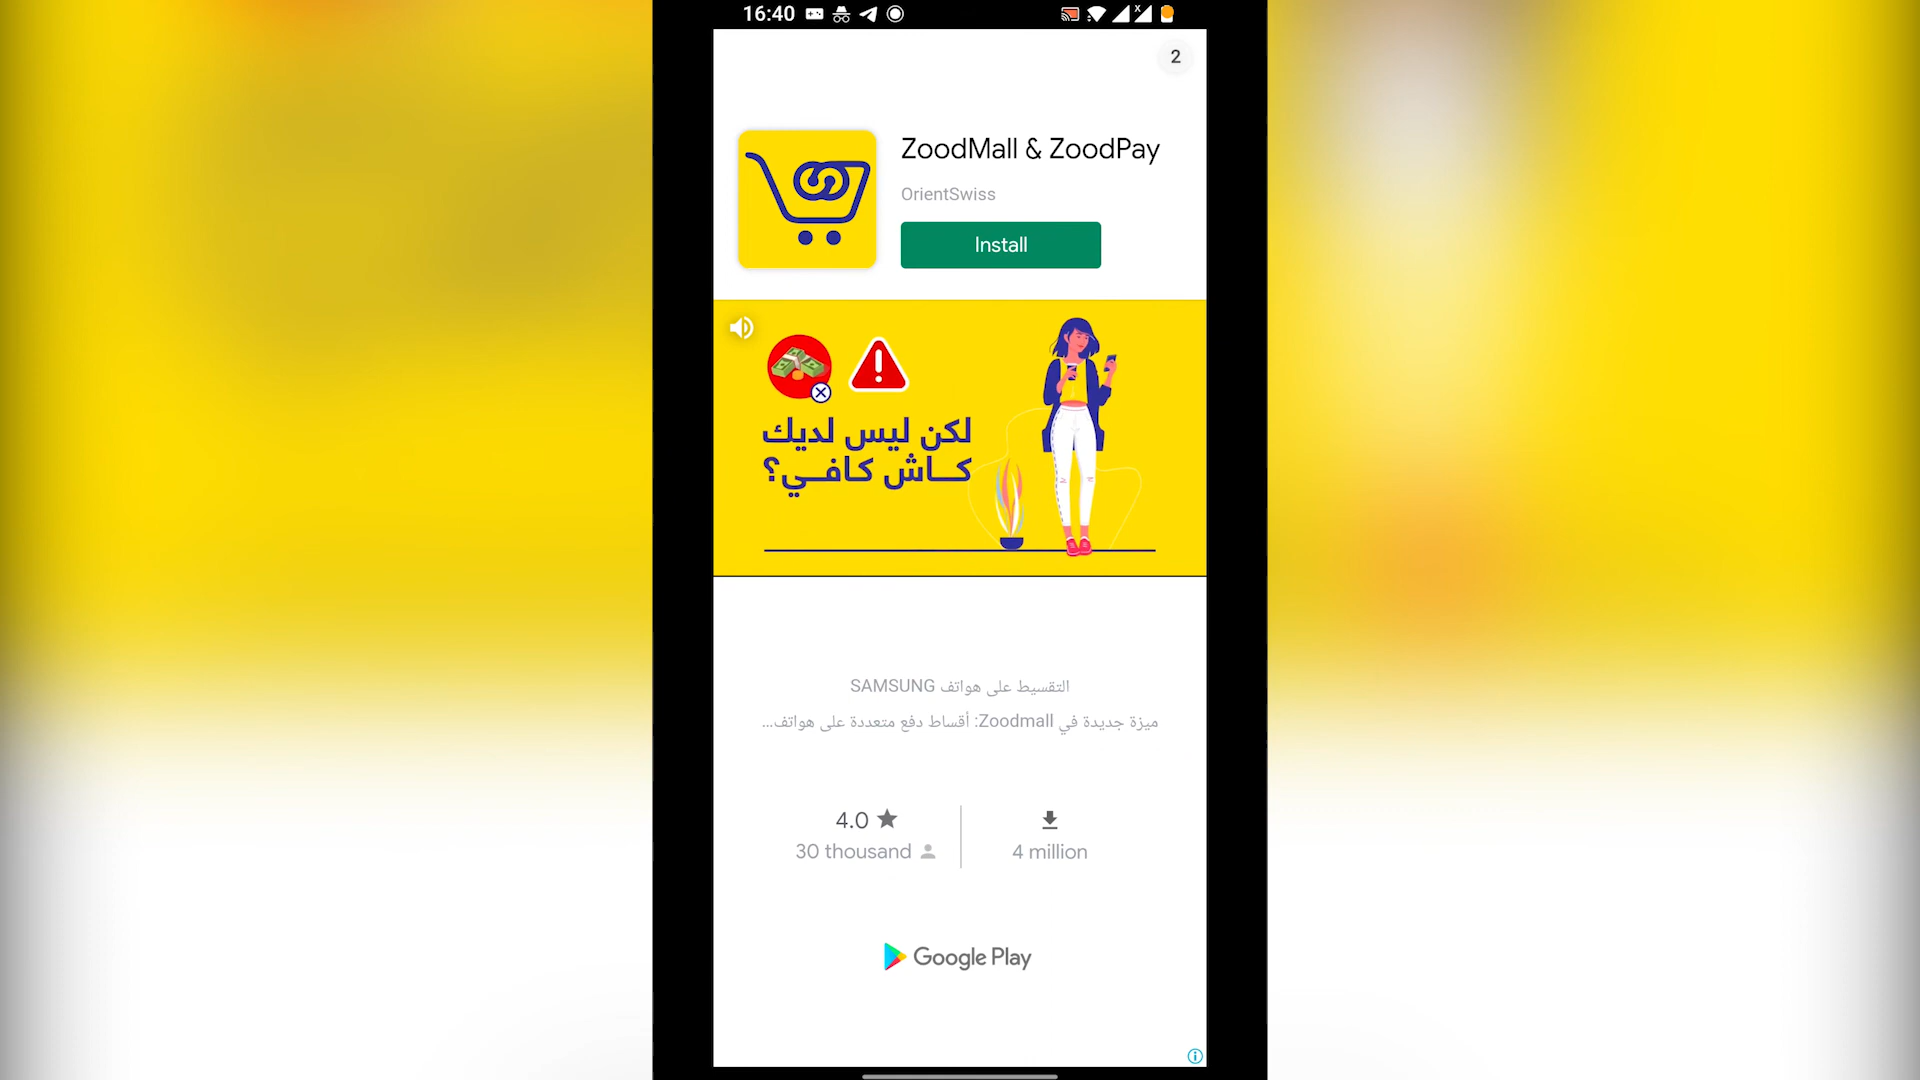 16:40
2
ZoodMall & ZoodPay
OrientSwiss
Install
لكن ليس لديك
كـاش كافـي؟
التقسيط على هواتف SAMSUNG
ميزة جديدة في Zoodmall: أقساط دفع متعددة على هواتف...
4.0
30 thousand
4 million
Google Play